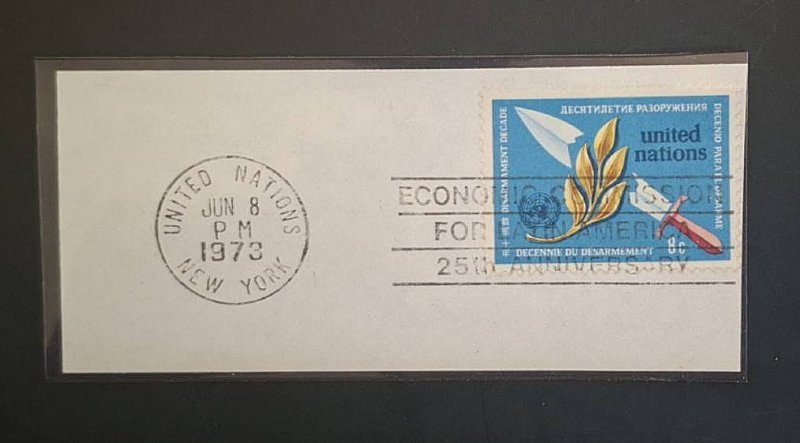 UNITED NATIONS
JUN 8
PM
1973
NEW YORK
ДЕСЯТИЛЕТИЕ РАЗОРУЖЕНИЯ
DISARMAMENT DECADE
DECENIO PARA EL DESARME
united
nations
8c
DECENNIE DU DÉSARMEMENT
ECONOMIC COMMISSION
FOR LATIN AMERICA
25th ANNIVERSARY